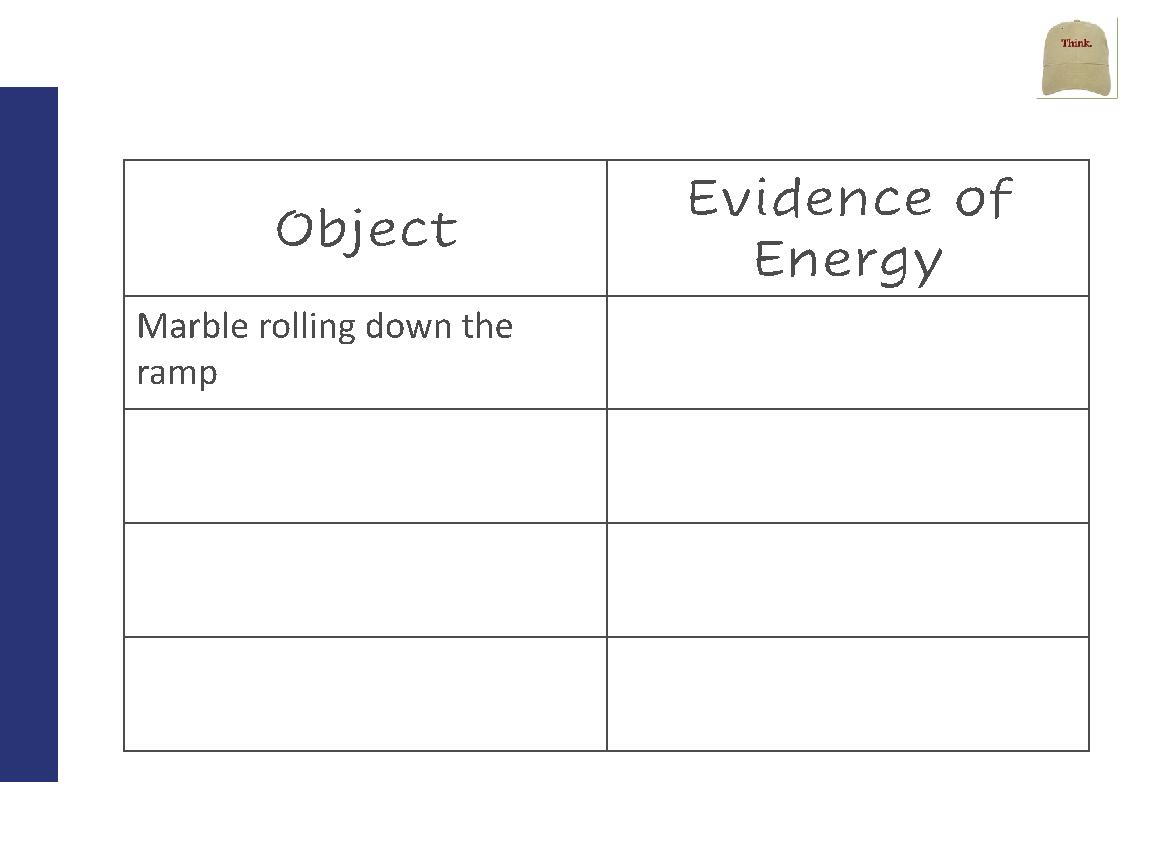 Think.
Object
Evidence of
Energy
Marble rolling down the
ramp